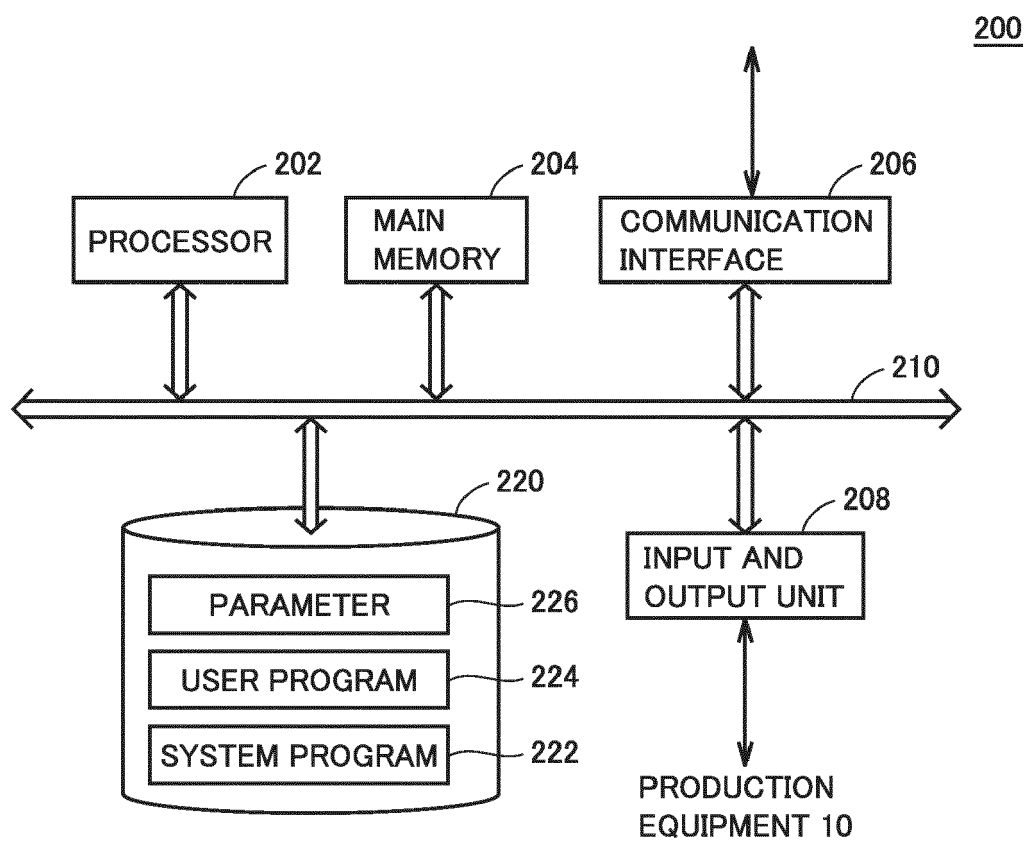 200
202
204
206
PROCESSOR
MAIN
MEMORY
COMMUNICATION
INTERFACE
210
220
208
INPUT AND
OUTPUT UNIT
PARAMETER
226
USER PROGRAM
224
SYSTEM PROGRAM
222
PRODUCTION
EQUIPMENT 10